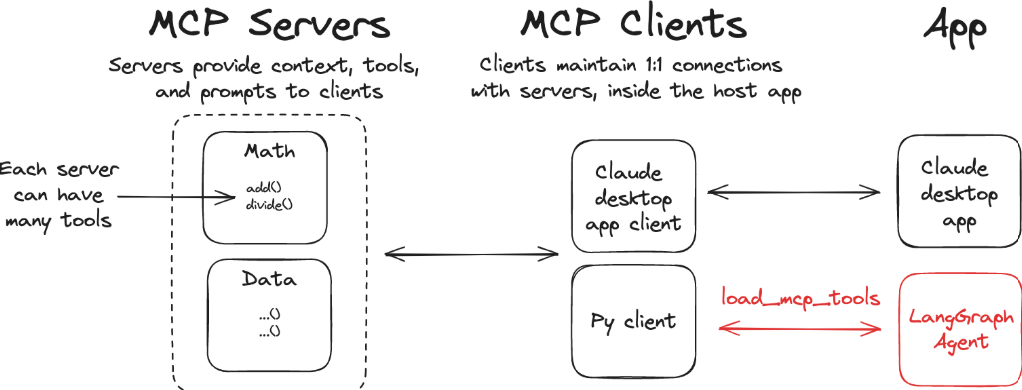 MCP Servers
Servers provide context, tools,
and prompts to clients
MCP Clients
Clients maintain 1:1 connections
with servers, inside the host app
App
Each server
can have
many tools
Math
add()
divide()
Data
...()
...()
Claude
desktop
app client
Py client
Claude
desktop
app
load_mcp_tools
LangGraph
Agent